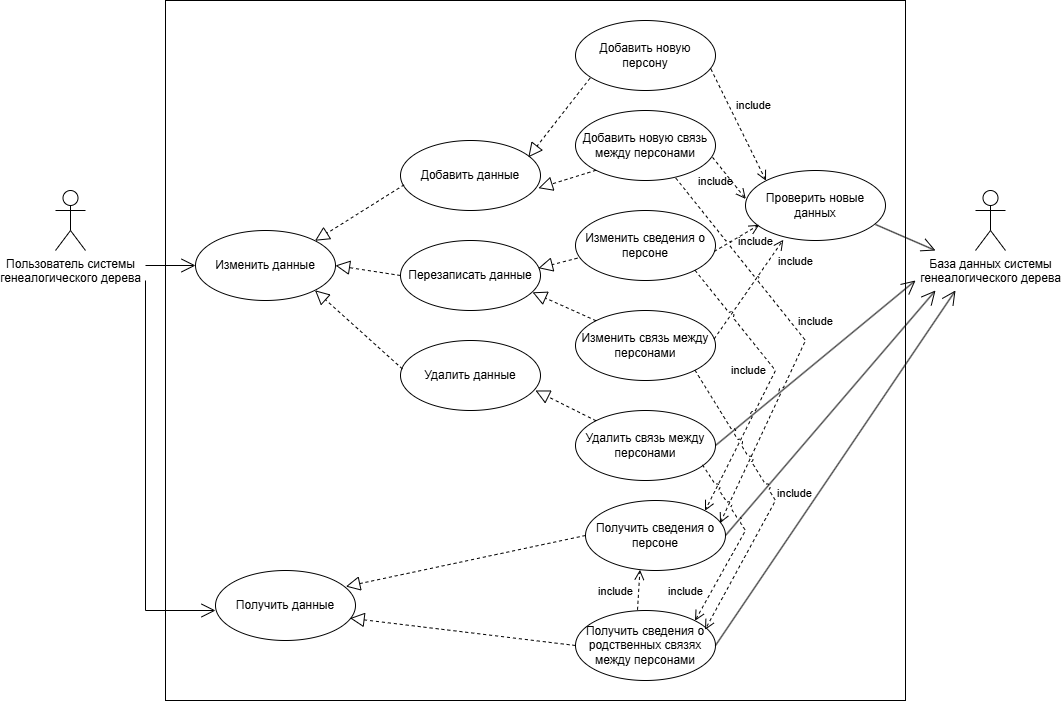 Добавить новую
персону
include
Добавить новую связь
между персонами
Добавить данные
include
Проверить новые
данных
Пользователь системы
генеалогического дерева
Изменить данные
Изменить сведения о
персоне
include
include
База данных системы
генеалогического дерева
Перезаписать данные
include
Изменить связь между
персонами
include
Удалить данные
Удалить связь между
персонами
include
Получить сведения о
персоне
include
include
Получить данные
Получить сведения о
родственных связях
между персонами